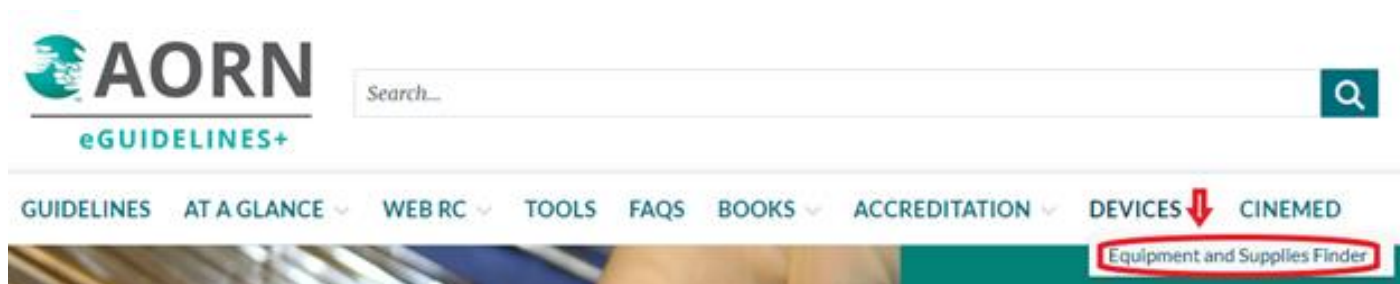 AORN
eGUIDELINES+
Search...
GUIDELINES AT A GLANCE WEB RC TOOLS FAQS BOOKS ACCREDITATION DEVICES CINEMED
Equipment and Supplies Finder